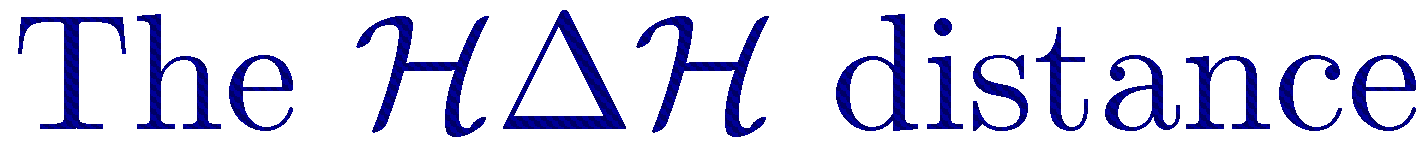 The ℋΔℋ distance